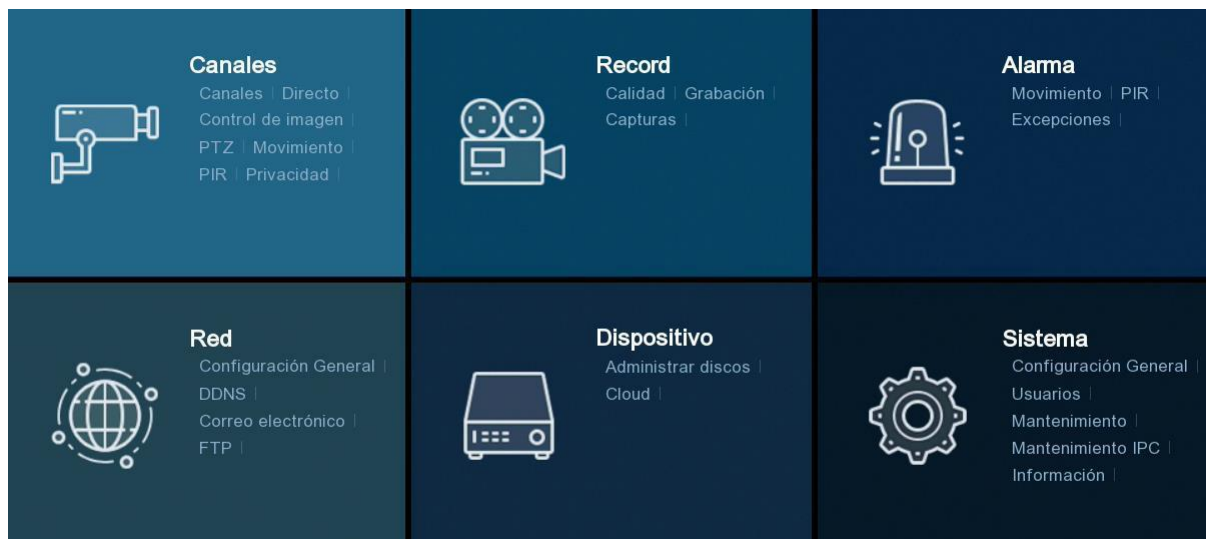 Canales
Canales | Directo |
Control de imagen |
PTZ | Movimiento |
PIR | Privacidad |
Record
Calidad | Grabación |
Capturas |
Alarma
Movimiento | PIR |
Excepciones |
Red
Configuración General |
DDNS |
Correo electrónico |
FTP |
Dispositivo
Administrar discos |
Cloud |
Sistema
Configuración General |
Usuarios |
Mantenimiento |
Mantenimiento IPC |
Información |